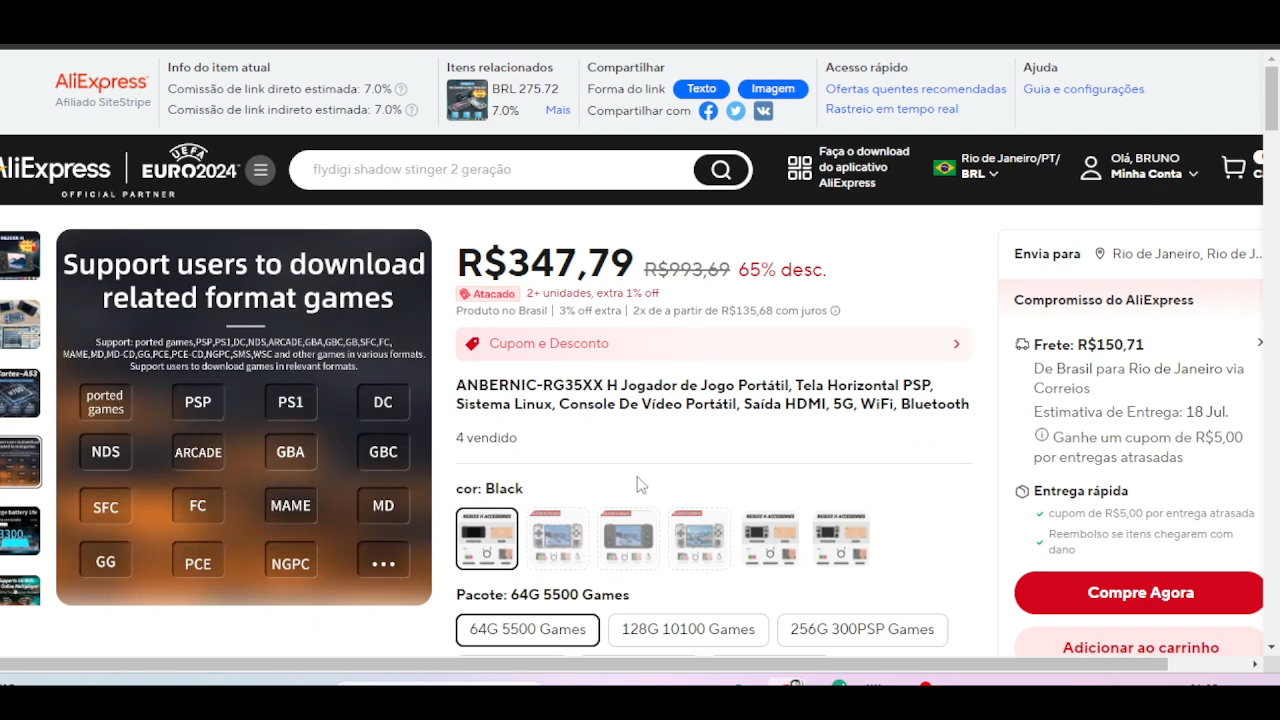 AliExpress
Afiliado SiteStripe
Info do item atual
Comissão de link direto estimada: 7.0%
Comissão de link indireto estimada: 7.0%
Itens relacionados
BRL 275.72
7.0% Mais
Compartilhar
Forma do link Texto Imagem
Compartilhar com
Acesso rápido
Ofertas quentes recomendadas
Rastreio em tempo real
Ajuda
Guia e configurações
AliExpress
UEFA
EURO2024
OFFICIAL PARTNER
flydigi shadow stinger 2 geração
Faça o download
do aplicativo
AliExpress
Rio de Janeiro/PT/
BRL
Olá, BRUNO
Minha Conta
Support users to download
related format games
Support: ported games,PSP,PS1,DC,NDS,ARCADE,GBA,GBC,GB,SFC,FC,
MAME,MD,MD-CD,GG,PCE,PCE-CD,NGPC,SMS,WSC and other games in various formats.
Support users to download games in relevant formats.
ported
games
PSP
PS1
DC
NDS
ARCADE
GBA
GBC
SFC
FC
MAME
MD
GG
PCE
NGPC
...
R$347,79 R$993,69 65% desc.
Atacado 2+ unidades, extra 1% off
Produto no Brasil | 3% off extra | 2x de a partir de R$135,68 com juros
Cupom e Desconto
ANBERNIC-RG35XX H Jogador de Jogo Portátil, Tela Horizontal PSP,
Sistema Linux, Console De Vídeo Portátil, Saída HDMI, 5G, WiFi, Bluetooth
4 vendido
cor: Black
Pacote: 64G 5500 Games
64G 5500 Games
128G 10100 Games
256G 300PSP Games
Envia para Rio de Janeiro, Rio de J...
Compromisso do AliExpress
Frete: R$150,71
De Brasil para Rio de Janeiro via
Correios
Estimativa de Entrega: 18 Jul.
Ganhe um cupom de R$5,00
por entregas atrasadas
Entrega rápida
cupom de R$5,00 por entrega atrasada
Reembolso se itens chegarem com
dano
Compre Agora
Adicionar ao carrinho